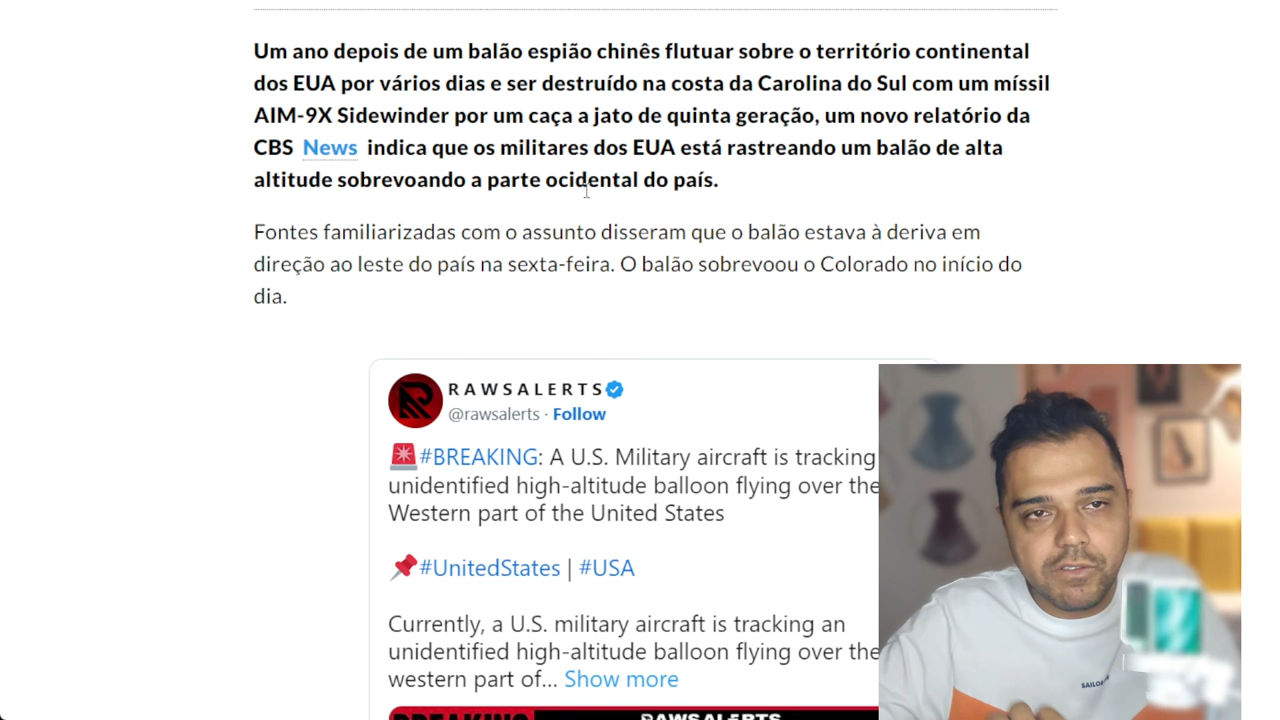 Um ano depois de um balão espião chinês flutuar sobre o território continental
dos EUA por vários dias e ser destruído na costa da Carolina do Sul com um míssil
AIM-9X Sidewinder por um caça a jato de quinta geração, um novo relatório da
CBS News indica que os militares dos EUA está rastreando um balão de alta
altitude sobrevoando a parte ocidental do país.
Fontes familiarizadas com o assunto disseram que o balão estava à deriva em
direção ao leste do país na sexta-feira. O balão sobrevoou o Colorado no início do
dia.
RAWSALERTS
@rawsalerts · Follow
#BREAKING: A U.S. Military aircraft is tracking
unidentified high-altitude balloon flying over the
Western part of the United States
#UnitedStates | #USA
Currently, a U.S. military aircraft is tracking an
unidentified high-altitude balloon flying over the
western part of... Show more
BREAKING RAWSALERTS